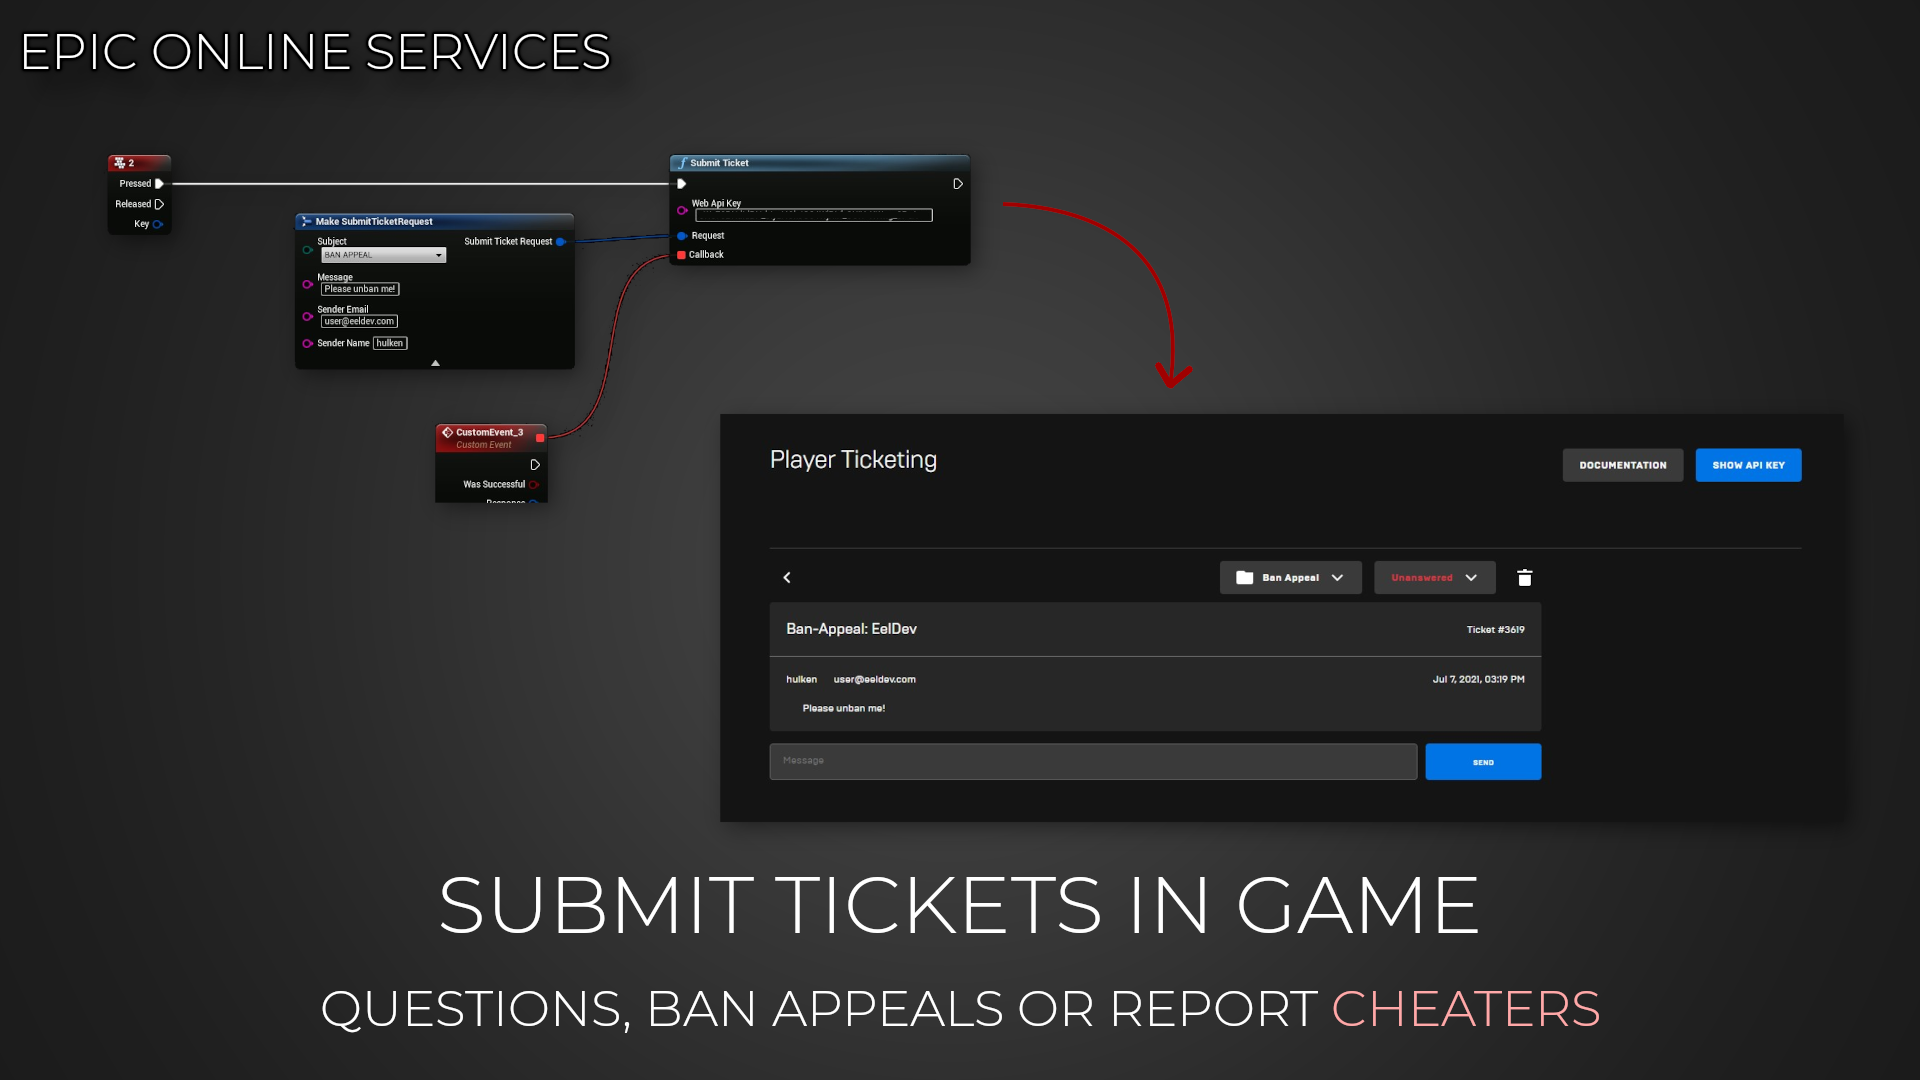 EPIC ONLINE SERVICES
2
Pressed
Released
Key
Make SubmitTicketRequest
Subject
Submit Ticket Request
BAN APPEAL
Message
Please unban me!
Sender Email
user@eeldev.com
Sender Name hulken
Submit Ticket
Web Api Key
Request
Callback
CustomEvent_3
Custom Event
Was Successful
Player Ticketing
DOCUMENTATION
SHOW API KEY
Ban Appeal
Unanswered
Ban-Appeal: EelDev
Ticket #3619
hulken user@eeldev.com
Jul 7, 2021, 03:19 PM
Please unban me!
Message
SEND
SUBMIT TICKETS IN GAME
QUESTIONS, BAN APPEALS OR REPORT CHEATERS